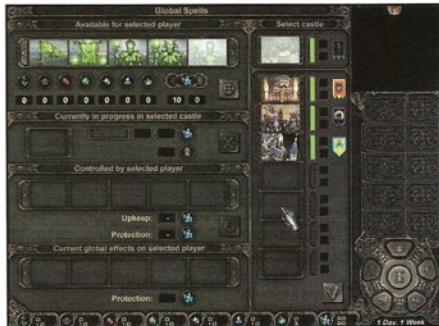 Global Spells
Available for selected player
Select castle
0 0 0 0 0 0 0 10 0
Currently in progress in selected castle
Controlled by selected player
Upkeep: -
Protection: -
Current global effects on selected player
Protection: -
1 Day, 1 Week